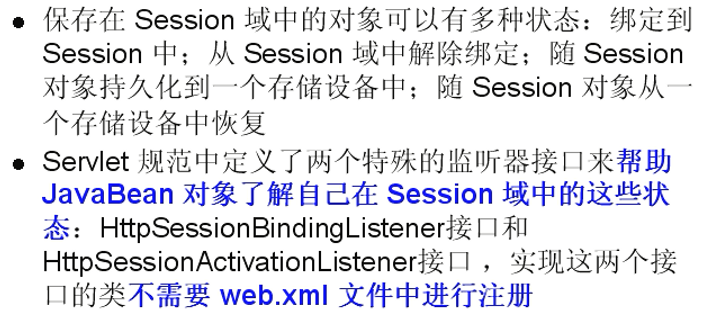 ● 保存在 Session 域中的对象可以有多种状态：绑定到
Session 中；从 Session 域中解除绑定；随 Session
对象持久化到一个存储设备中；随 Session 对象从一
个存储设备中恢复
● Servlet 规范中定义了两个特殊的监听器接口来帮助
JavaBean 对象了解自己在 Session 域中的这些状
态：HttpSessionBindingListener接口和
HttpSessionActivationListener接口 ，实现这两个接
口的类不需要 web.xml 文件中进行注册